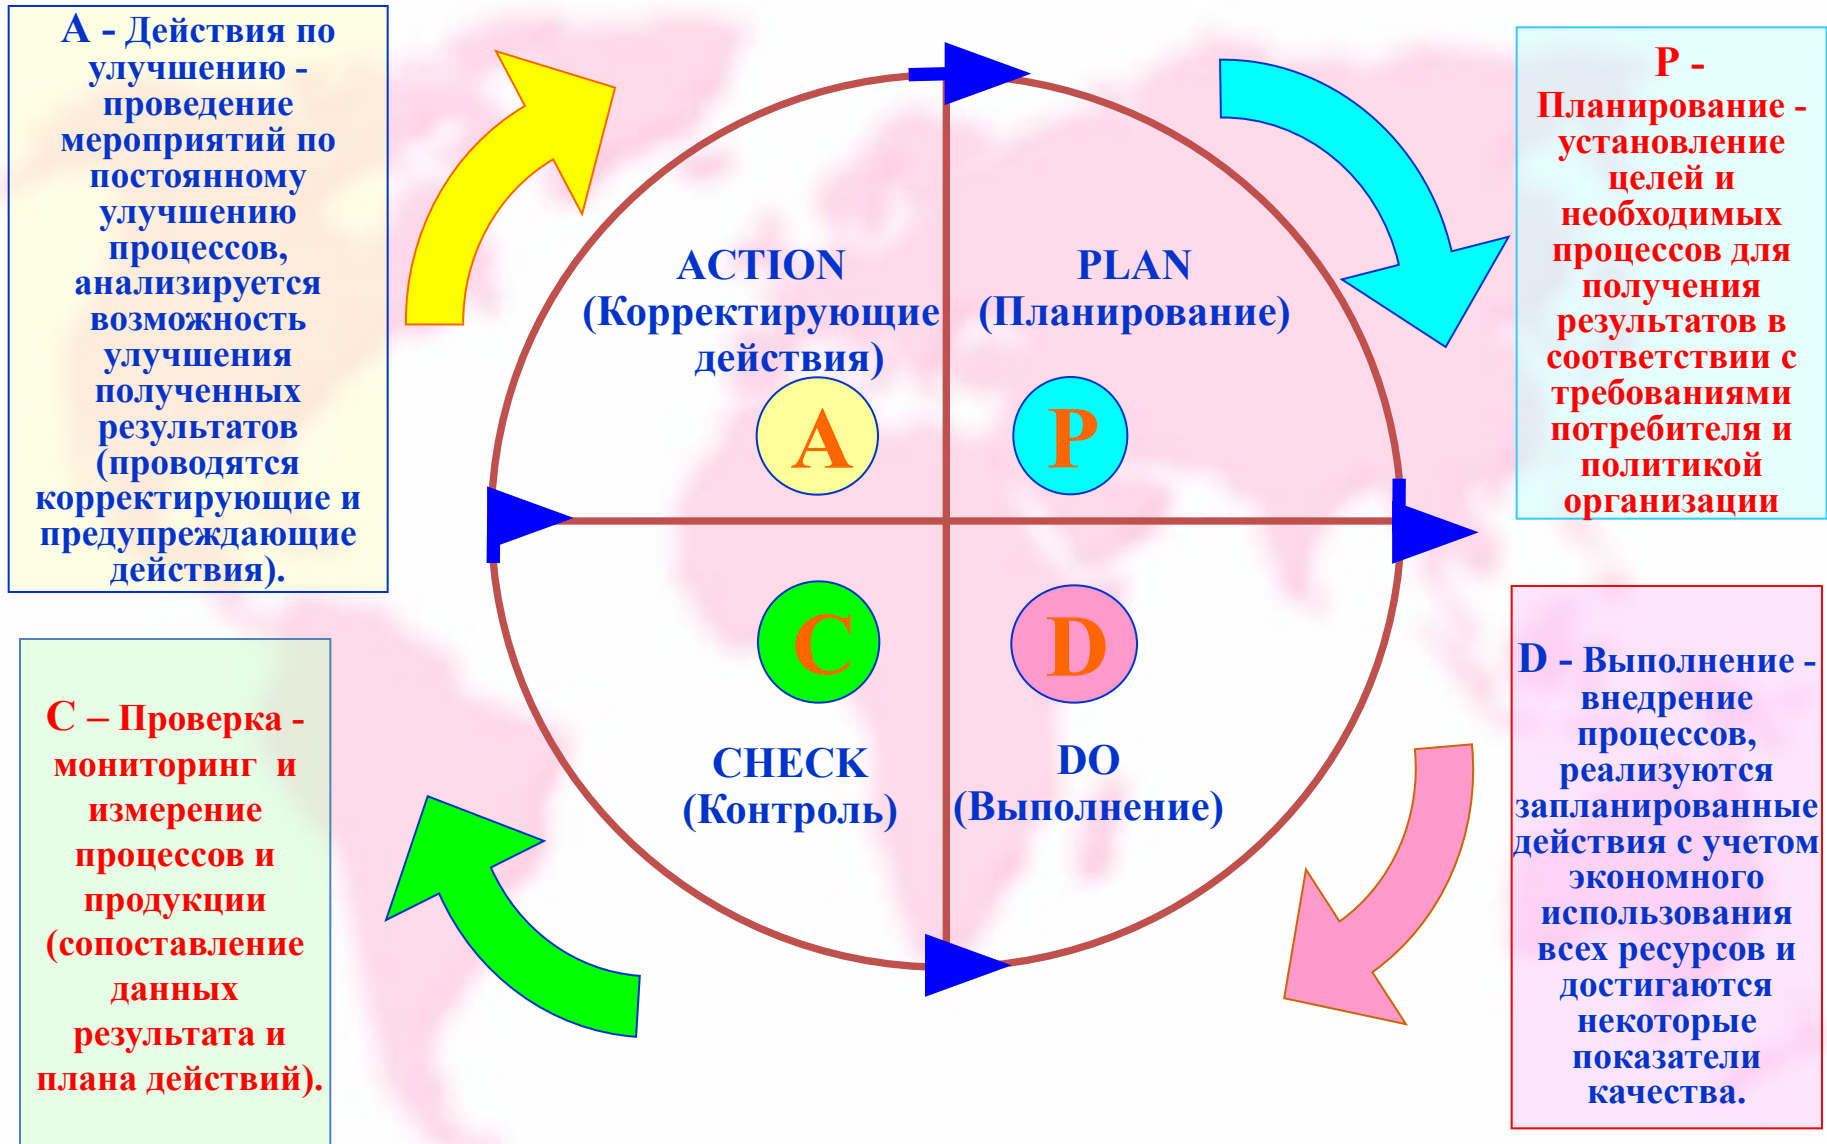 А - Действия по
улучшению -
проведение
мероприятий по
постоянному
улучшению
процессов,
анализируется
возможность
улучшения
полученных
результатов
(проводятся
корректирующие и
предупреждающие
действия).
P -
Планирование -
установление
целей и
необходимых
процессов для
получения
результатов в
соответствии с
требованиями
потребителя и
политикой
организации
ACTION
(Корректирующие
действия)
A
PLAN
(Планирование)
P
C
CHECK
(Контроль)
D
DO
(Выполнение)
C – Проверка -
мониторинг и
измерение
процессов и
продукции
(сопоставление
данных
результата и
плана действий).
D - Выполнение -
внедрение
процессов,
реализуются
запланированные
действия с учетом
экономного
использования
всех ресурсов и
достигаются
некоторые
показатели
качества.